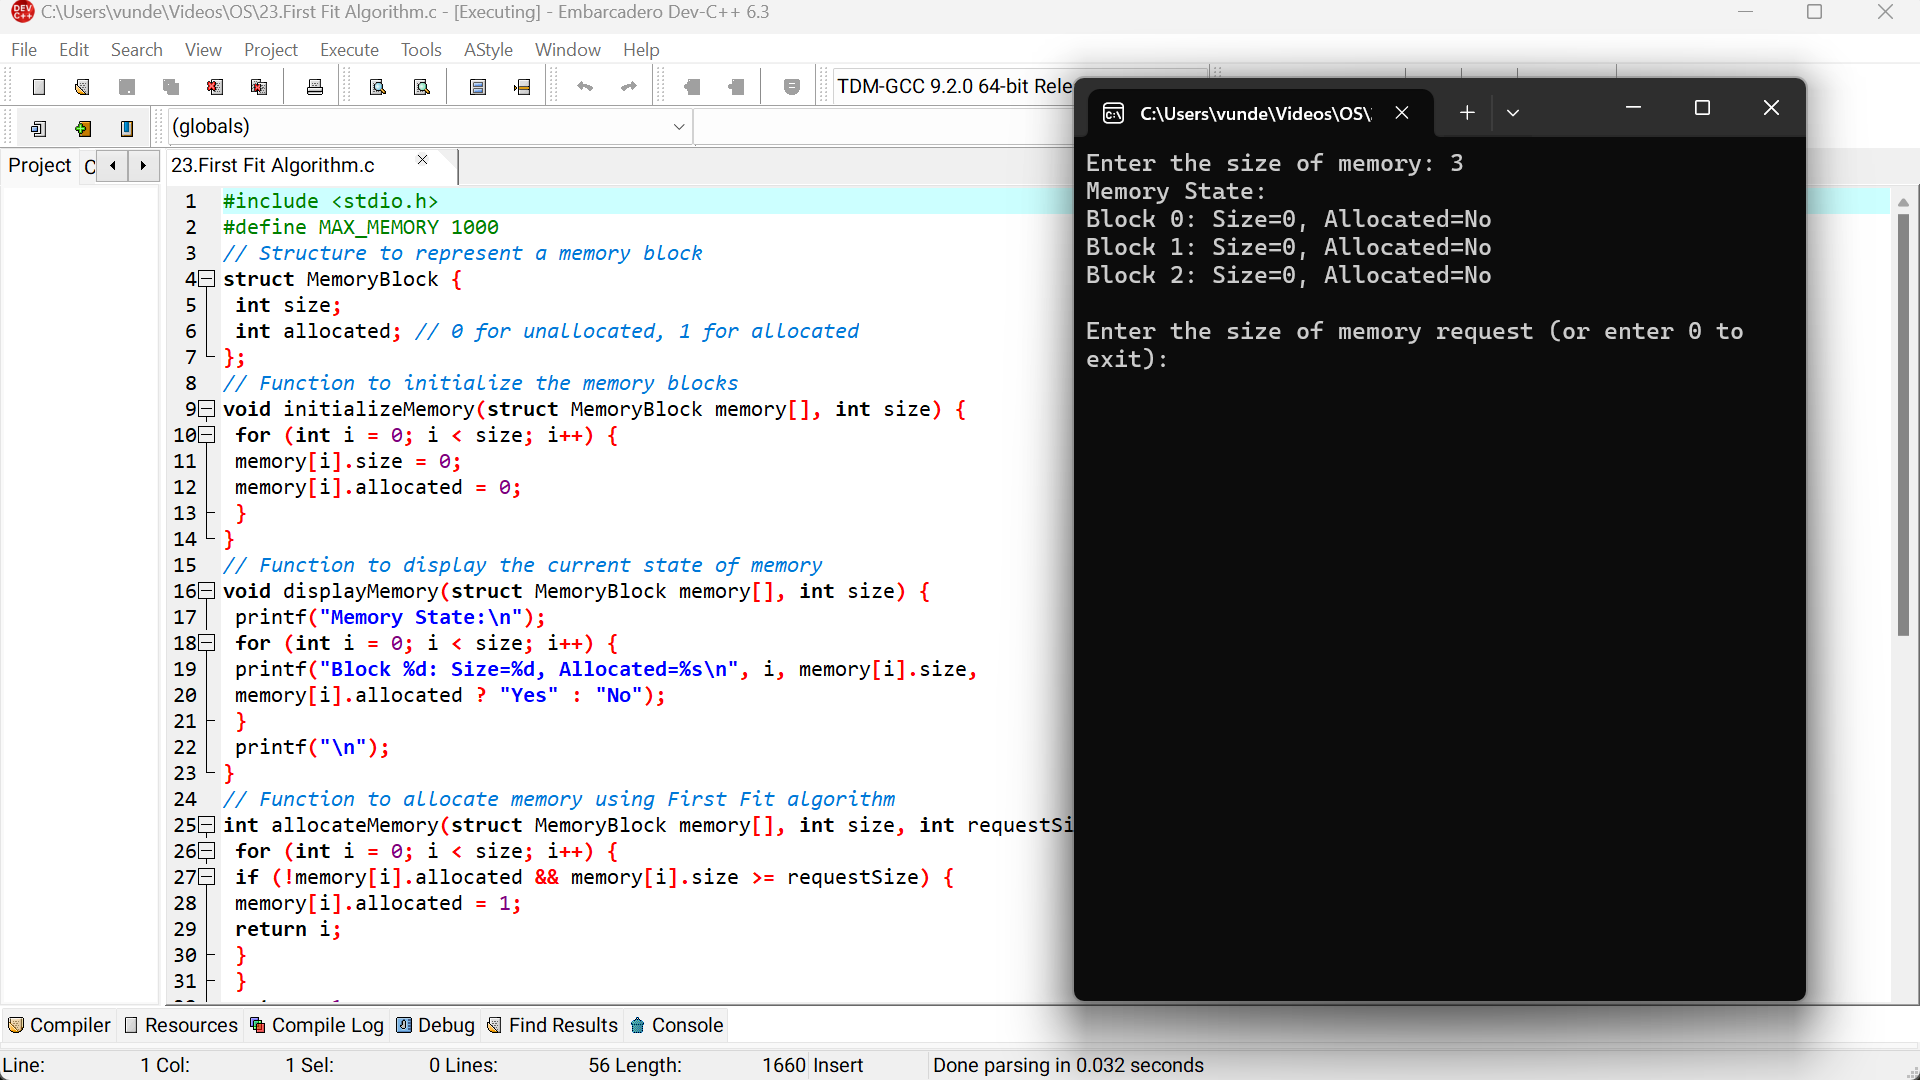 C:\Users\vunde\Videos\OS\23.First Fit Algorithm.c - [Executing] - Embarcadero Dev-C++ 6.3
File Edit Search View Project Execute Tools AStyle Window Help
TDM-GCC 9.2.0 64-bit Rele
(globals)
Project C 23.First Fit Algorithm.c
1 #include <stdio.h>
2 #define MAX_MEMORY 1000
3 // Structure to represent a memory block
4 struct MemoryBlock {
5 int size;
6 int allocated; // 0 for unallocated, 1 for allocated
7 };
8 // Function to initialize the memory blocks
9 void initializeMemory(struct MemoryBlock memory[], int size) {
10 for (int i = 0; i < size; i++) {
11 memory[i].size = 0;
12 memory[i].allocated = 0;
13 }
14 }
15 // Function to display the current state of memory
16 void displayMemory(struct MemoryBlock memory[], int size) {
17 printf("Memory State:\n");
18 for (int i = 0; i < size; i++) {
19 printf("Block %d: Size=%d, Allocated=%s\n", i, memory[i].size,
20 memory[i].allocated ? "Yes" : "No");
21 }
22 printf("\n");
23 }
24 // Function to allocate memory using First Fit algorithm
25 int allocateMemory(struct MemoryBlock memory[], int size, int requestSi
26 for (int i = 0; i < size; i++) {
27 if (!memory[i].allocated && memory[i].size >= requestSize) {
28 memory[i].allocated = 1;
29 return i;
30 }
31 }
C:\Users\vunde\Videos\OS\
Enter the size of memory: 3
Memory State:
Block 0: Size=0, Allocated=No
Block 1: Size=0, Allocated=No
Block 2: Size=0, Allocated=No
Enter the size of memory request (or enter 0 to
exit):
Compiler Resources Compile Log Debug Find Results Console
Line: 1 Col: 1 Sel: 0 Lines: 56 Length: 1660 Insert Done parsing in 0.032 seconds